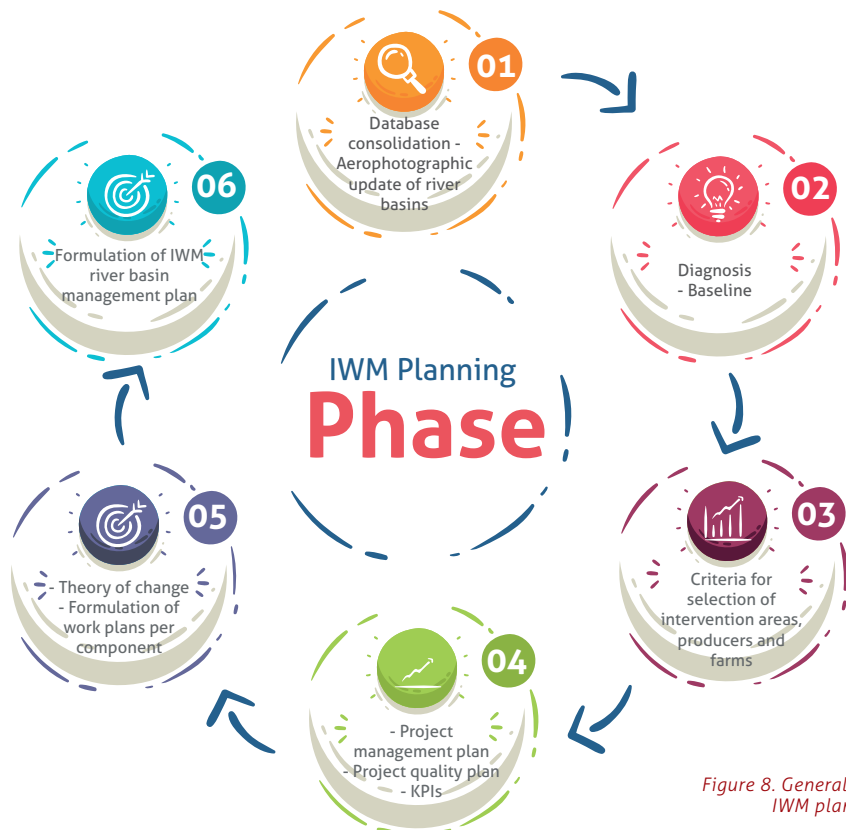 01
Database
consolidation -
Aerophotographic
update of river
basins
02
Diagnosis
- Baseline
03
Criteria for
selection of
intervention areas,
producers and
farms
04
- Project
management plan
- Project quality plan
- KPIs
05
- Theory of change
- Formulation of
work plans per
component
06
Formulation of IWM
river basin
management plan
IWM Planning
Phase
Figure 8. General
IWM plan